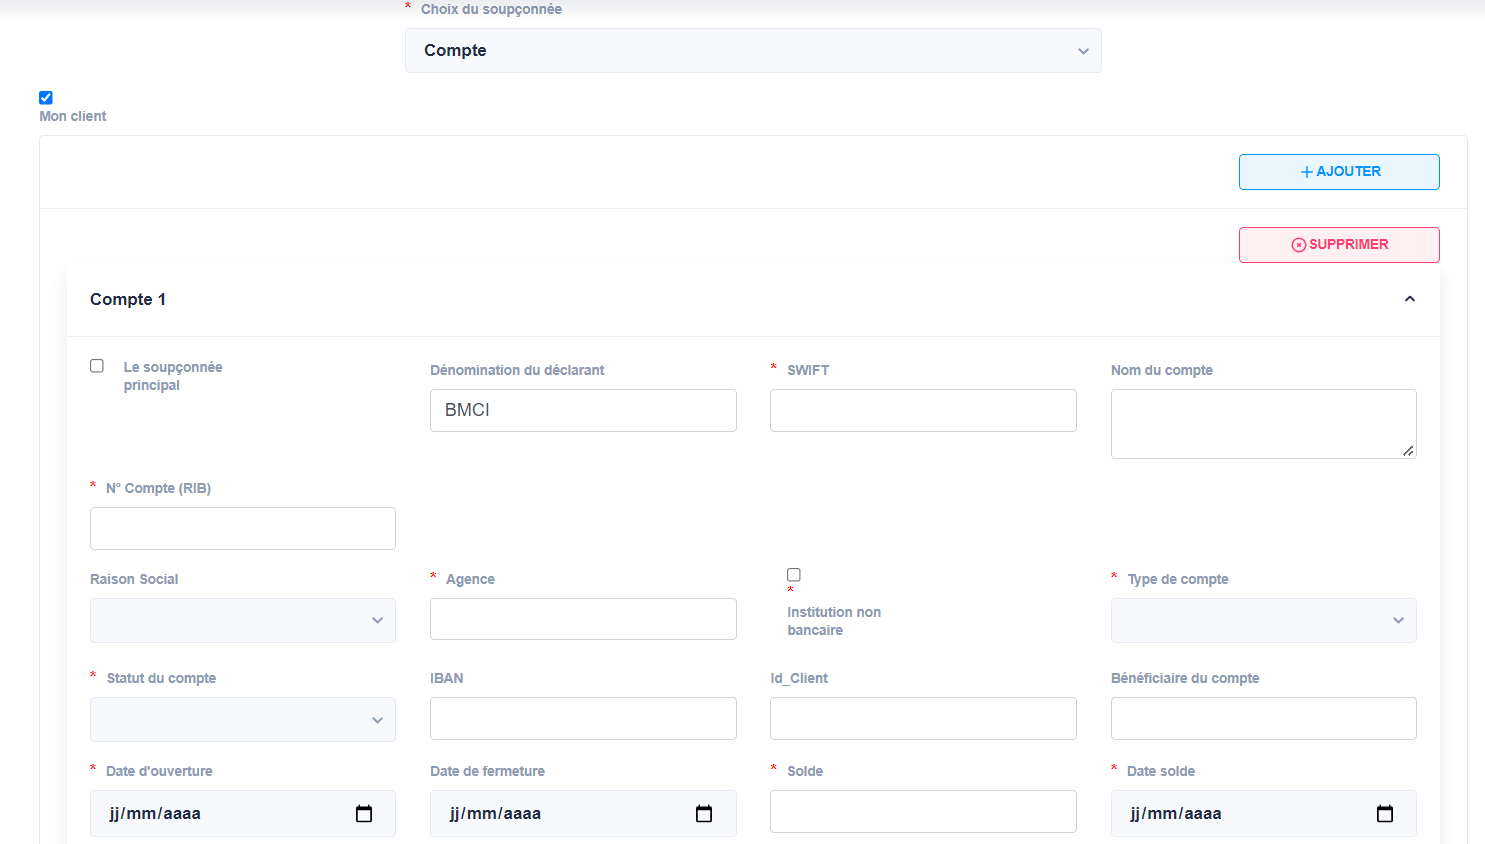 * Choix du soupçonnée
Compte
Mon client
AJOUTER
SUPPRIMER
Compte 1
Le soupçonnée
principal
Dénomination du déclarant
BMCI
* SWIFT
Nom du compte
* N° Compte (RIB)
Raison Social
* Agence
*
Institution non
bancaire
* Type de compte
* Statut du compte
IBAN
Id_Client
Bénéficiaire du compte
* Date d'ouverture
jj/mm/aaaa
Date de fermeture
jj/mm/aaaa
* Solde
* Date solde
jj/mm/aaaa